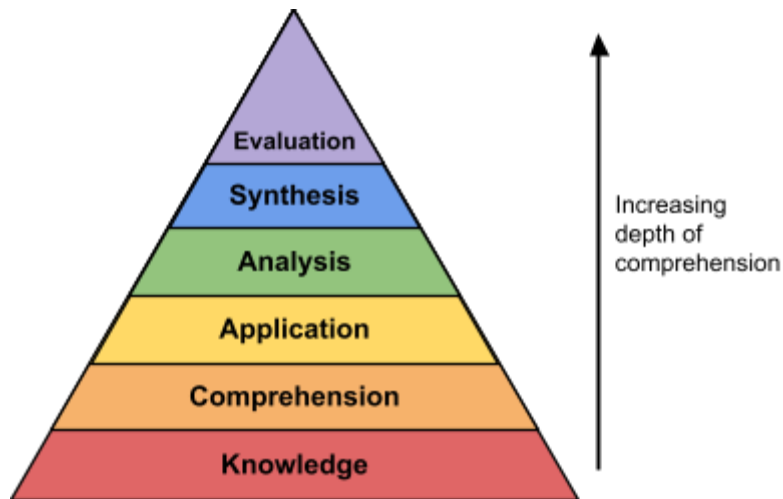 Evaluation
Synthesis
Analysis
Application
Comprehension
Knowledge
Increasing
depth of
comprehension